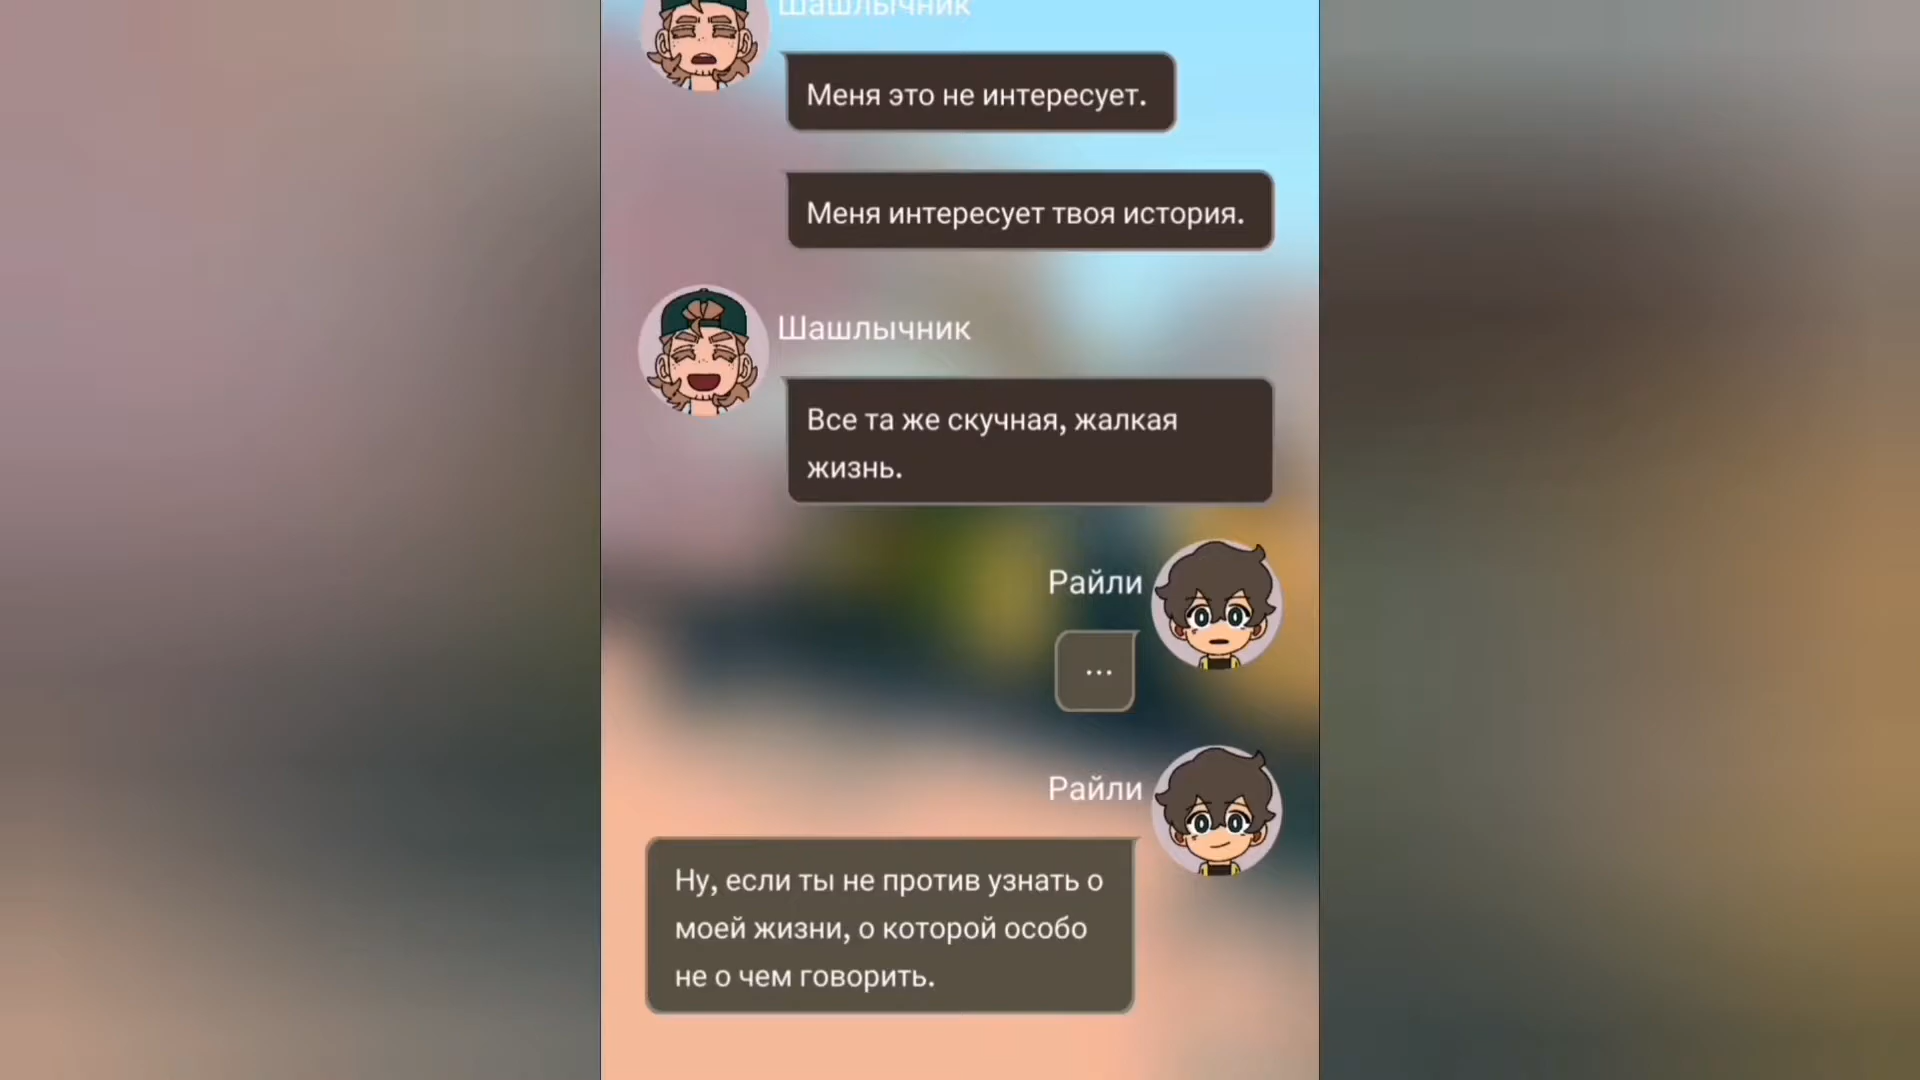 Шашлычник
Меня это не интересует.
Меня интересует твоя история.
Шашлычник
Все та же скучная, жалкая
жизнь.
Райли
...
Райли
Ну, если ты не против узнать о
моей жизни, о которой особо
не о чем говорить.